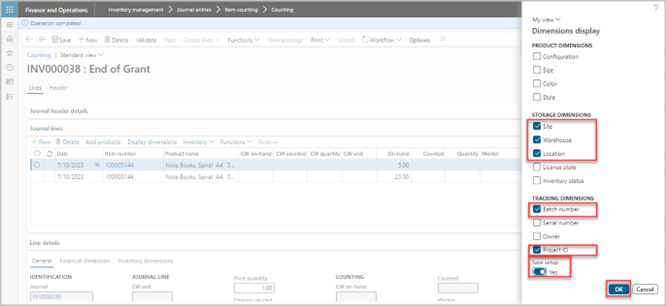 Finance and Operations
Inventory management > Journal entries > Item counting > Counting
Operation completed
Save + New Delete Validate Post Create lines Functions View postings Print Unlock Workflow Options
Counting | Standard view
INV000038 : End of Grant
Lines Header
Journal header details
Journal lines
+ New Delete Add products Display dimensions Inventory Functions Reserve
Date Item number Product name CW on-hand CW counted CW quantity CW unit On-hand Counted Quantity Worker
7/10/2023 100005144 Note Books, Spiral A4, 5... 5.00
7/10/2023 100005144 Note Books, Spiral A4, 5... 25.00
Line details
General Financial dimension Inventory dimensions
IDENTIFICATION JOURNAL LINE Price quantity COUNTING Counted
Journal CW unit 1.00 CW on-hand
INV000038
?
My view
Dimensions display
PRODUCT DIMENSIONS
Configuration
Size
Color
Style
STORAGE DIMENSIONS
Site
Warehouse
Location
License plate
Inventory status
TRACKING DIMENSIONS
Batch number
Serial number
Owner
Project ID
Save setup
Yes
OK Cancel